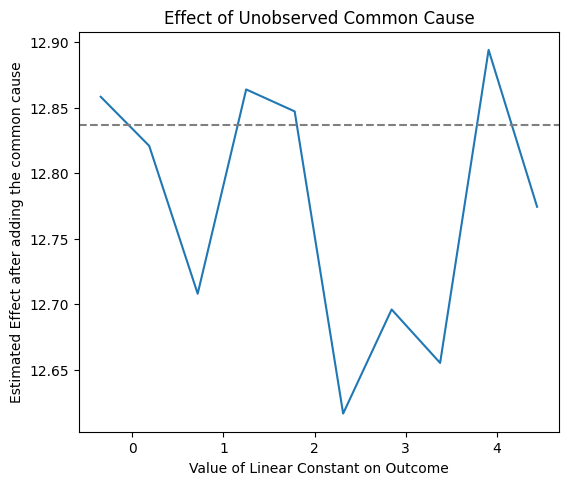 Effect of Unobserved Common Cause
Estimated Effect after adding the common cause
12.90
12.85
12.80
12.75
12.70
12.65
0 1 2 3 4
Value of Linear Constant on Outcome